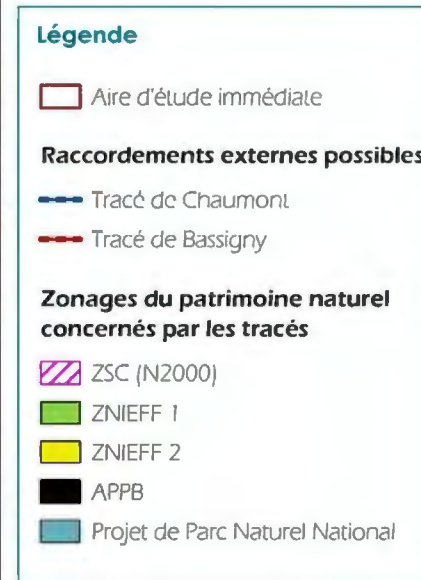 Légende
Aire d'étude immédiate
Raccordements externes possibles
Tracé de Chaumont
Tracé de Bassigny
Zonages du patrimoine naturel
concernés par les tracés
ZSC (N2000)
ZNIEFF 1
ZNIEFF 2
APPB
Projet de Parc Naturel National